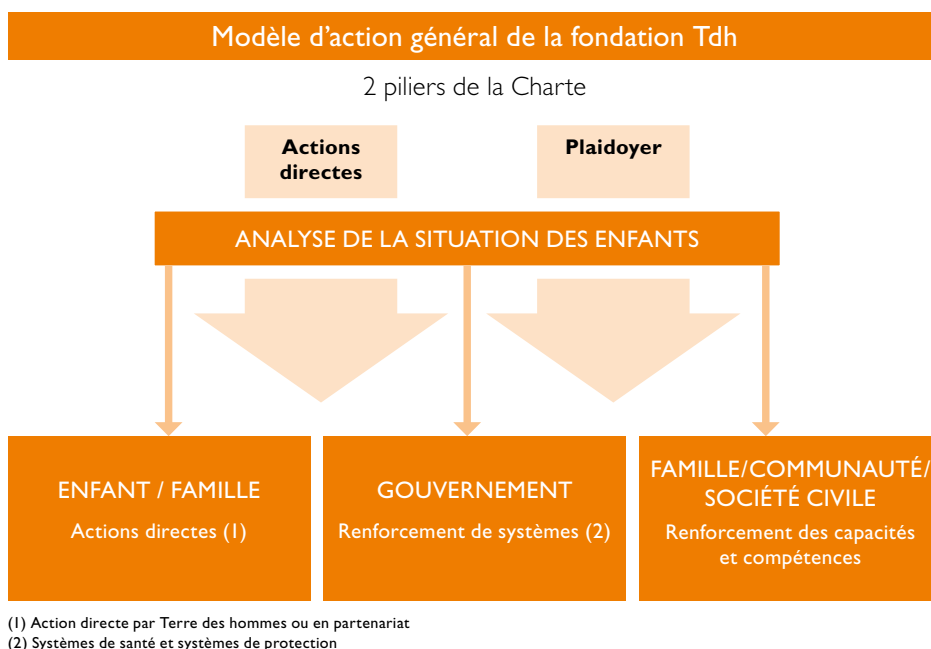 Modèle d’action général de la fondation Tdh
2 piliers de la Charte
Actions
directes
Plaidoyer
ANALYSE DE LA SITUATION DES ENFANTS
ENFANT / FAMILLE
Actions directes (1)
GOUVERNEMENT
Renforcement de systèmes (2)
FAMILLE/COMMUNAUTÉ/
SOCIÉTÉ CIVILE
Renforcement des capacités
et compétences
(1) Action directe par Terre des hommes ou en partenariat
(2) Systèmes de santé et systèmes de protection